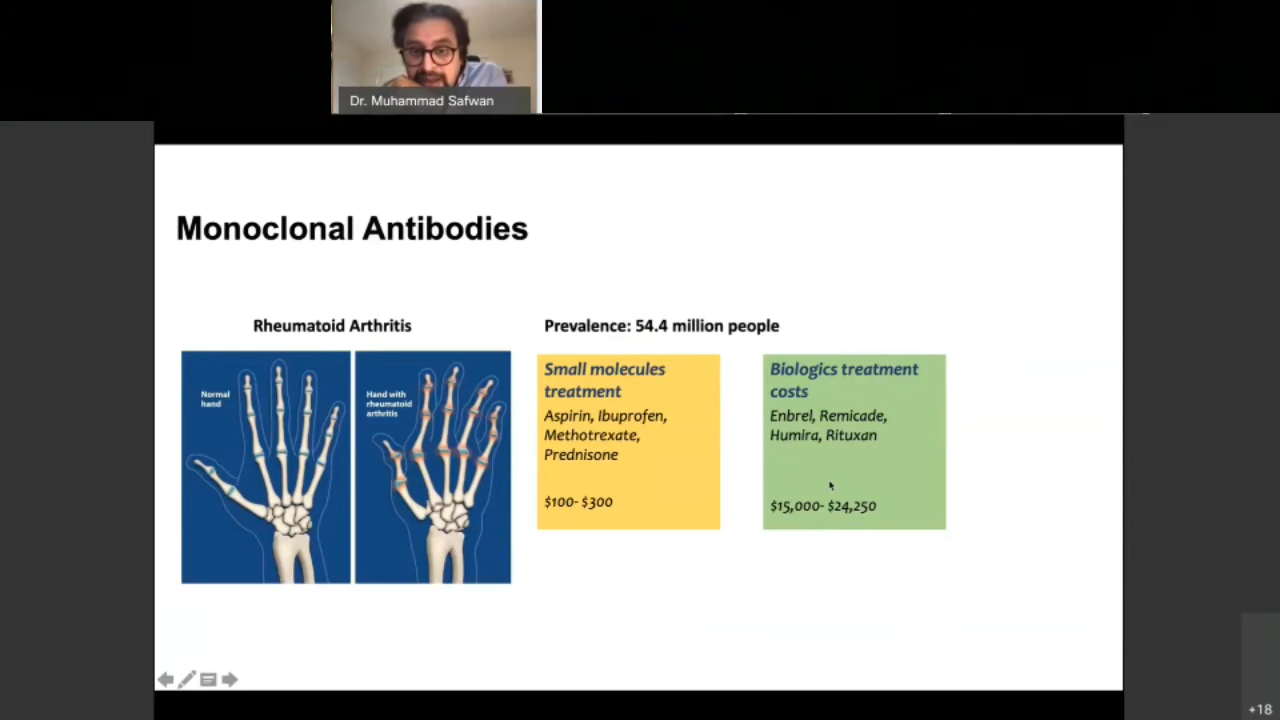 Dr. Muhammad Safwan
Monoclonal Antibodies
Rheumatoid Arthritis
Prevalence: 54.4 million people
Normal
hand
Hand with
rheumatoid
arthritis
Small molecules
treatment
Aspirin, Ibuprofen,
Methotrexate,
Prednisone
$100- $300
Biologics treatment
costs
Enbrel, Remicade,
Humira, Rituxan
$15,000- $24,250
+18